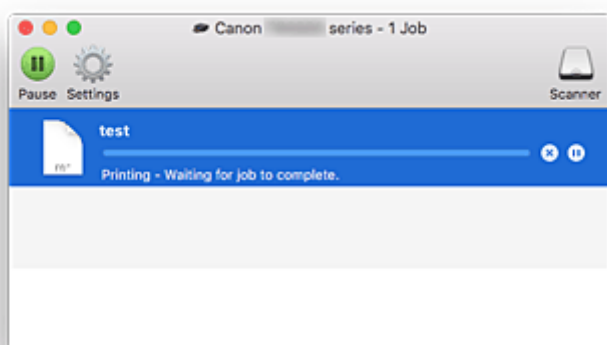 Canon series - 1 Job
Pause Settings Scanner
test
Printing - Waiting for job to complete.